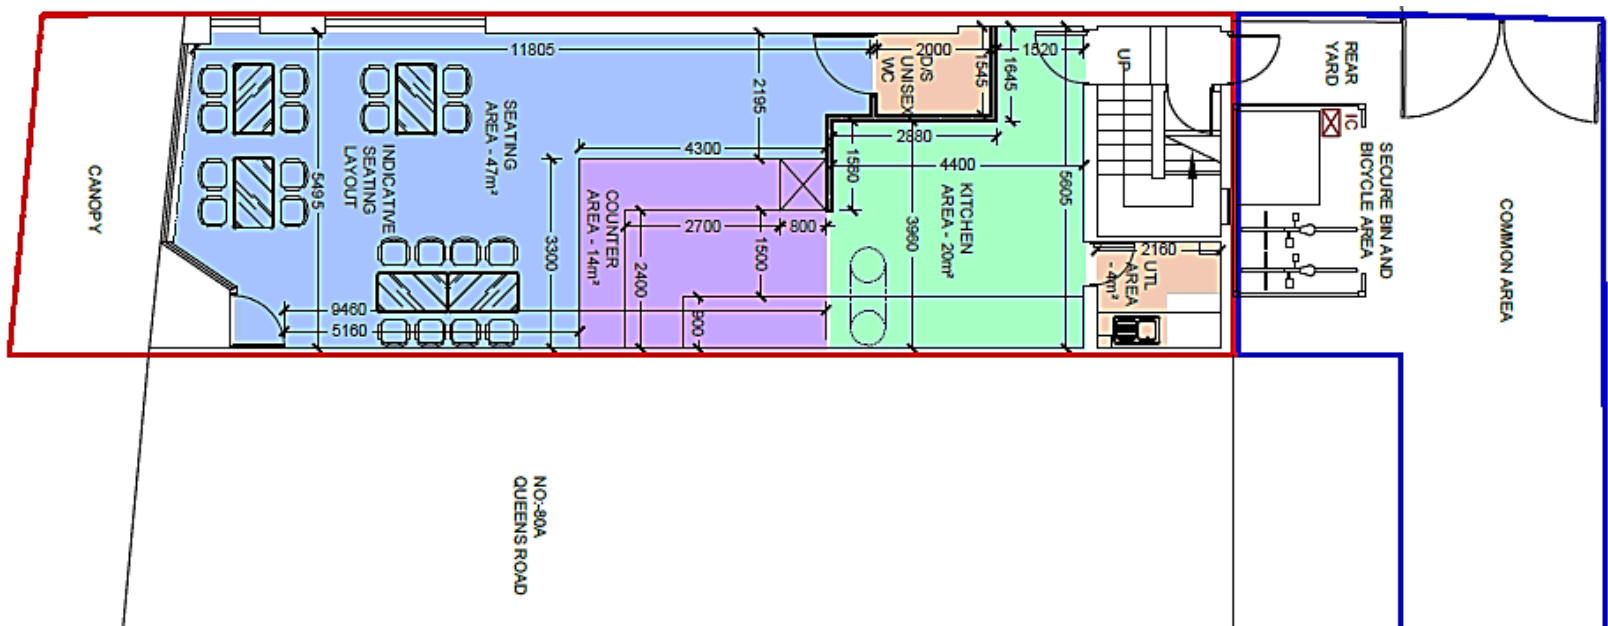 11805
2000
1520
D/S
UNISEX
WC
1545
1645
UP
REAR
YARD
IC
SECURE BIN AND
BICYCLE AREA
COMMON AREA
CANOPY
SEATING
AREA - 47m²
INDICATIVE
SEATING
LAYOUT
5495
2195
4300
2880
1560
4400
5605
KITCHEN
AREA - 20m²
3960
COUNTER
AREA - 14m²
2700
800
3300
2400
1500
900
9460
5160
2160
UTL
AREA
- 4m²
NO:-80A
QUEENS ROAD